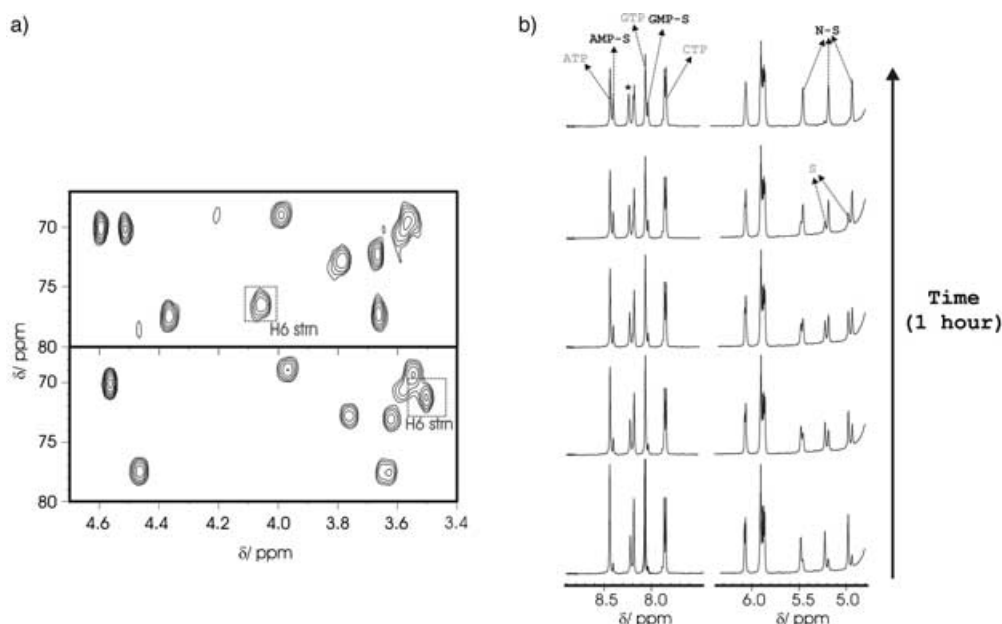 a)
70
75
80
H6 strn
70
75
80
H6 strn
δ/ ppm
δ/ ppm
4.6 4.4 4.2 4.0 3.8 3.6 3.4
δ/ ppm
b)
GTP GMP-S
AMP-S
ATP
CTP
*
N-S
S
Time
(1 hour)
8.5 8.0
δ/ ppm
6.0 5.5 5.0
δ/ ppm